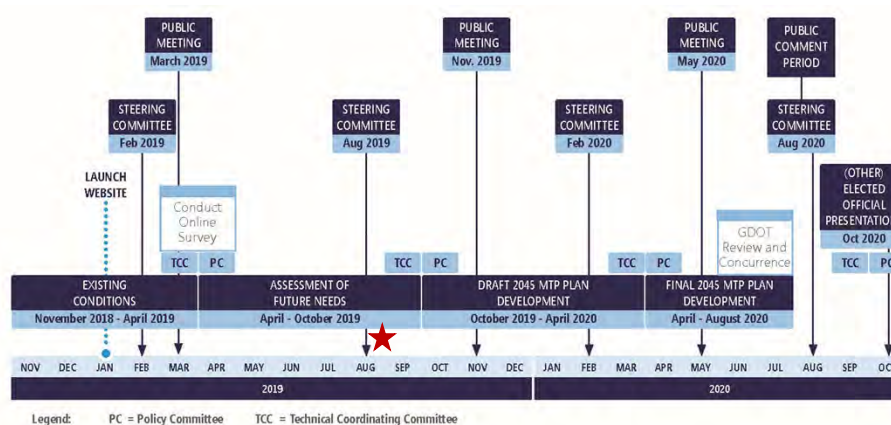 PUBLIC
MEETING
March 2019
PUBLIC
MEETING
Nov. 2019
PUBLIC
MEETING
May 2020
PUBLIC
COMMENT
PERIOD
STEERING
COMMITTEE
Feb 2019
STEERING
COMMITTEE
Aug 2019
STEERING
COMMITTEE
Feb 2020
STEERING
COMMITTEE
Aug 2020
LAUNCH
WEBSITE
Conduct
Online
Survey
(OTHER)
ELECTED
OFFICIAL
PRESENTATIO
Oct 2020
GDOT
Review and
Concurrence
TCC PC
TCC PC
TCC PC
TCC PC
EXISTING
CONDITIONS
November 2018 - April 2019
ASSESSMENT OF
FUTURE NEEDS
April - October 2019
DRAFT 2045 MTP PLAN
DEVELOPMENT
October 2019 - April 2020
FINAL 2045 MTP PLAN
DEVELOPMENT
April - August 2020
NOV DEC JAN FEB MAR APR MAY JUN JUL AUG SEP OCT NOV DEC JAN FEB MAR APR MAY JUN JUL AUG SEP OC
2019 2020
Legend: PC = Policy Committee TCC = Technical Coordinating Committee